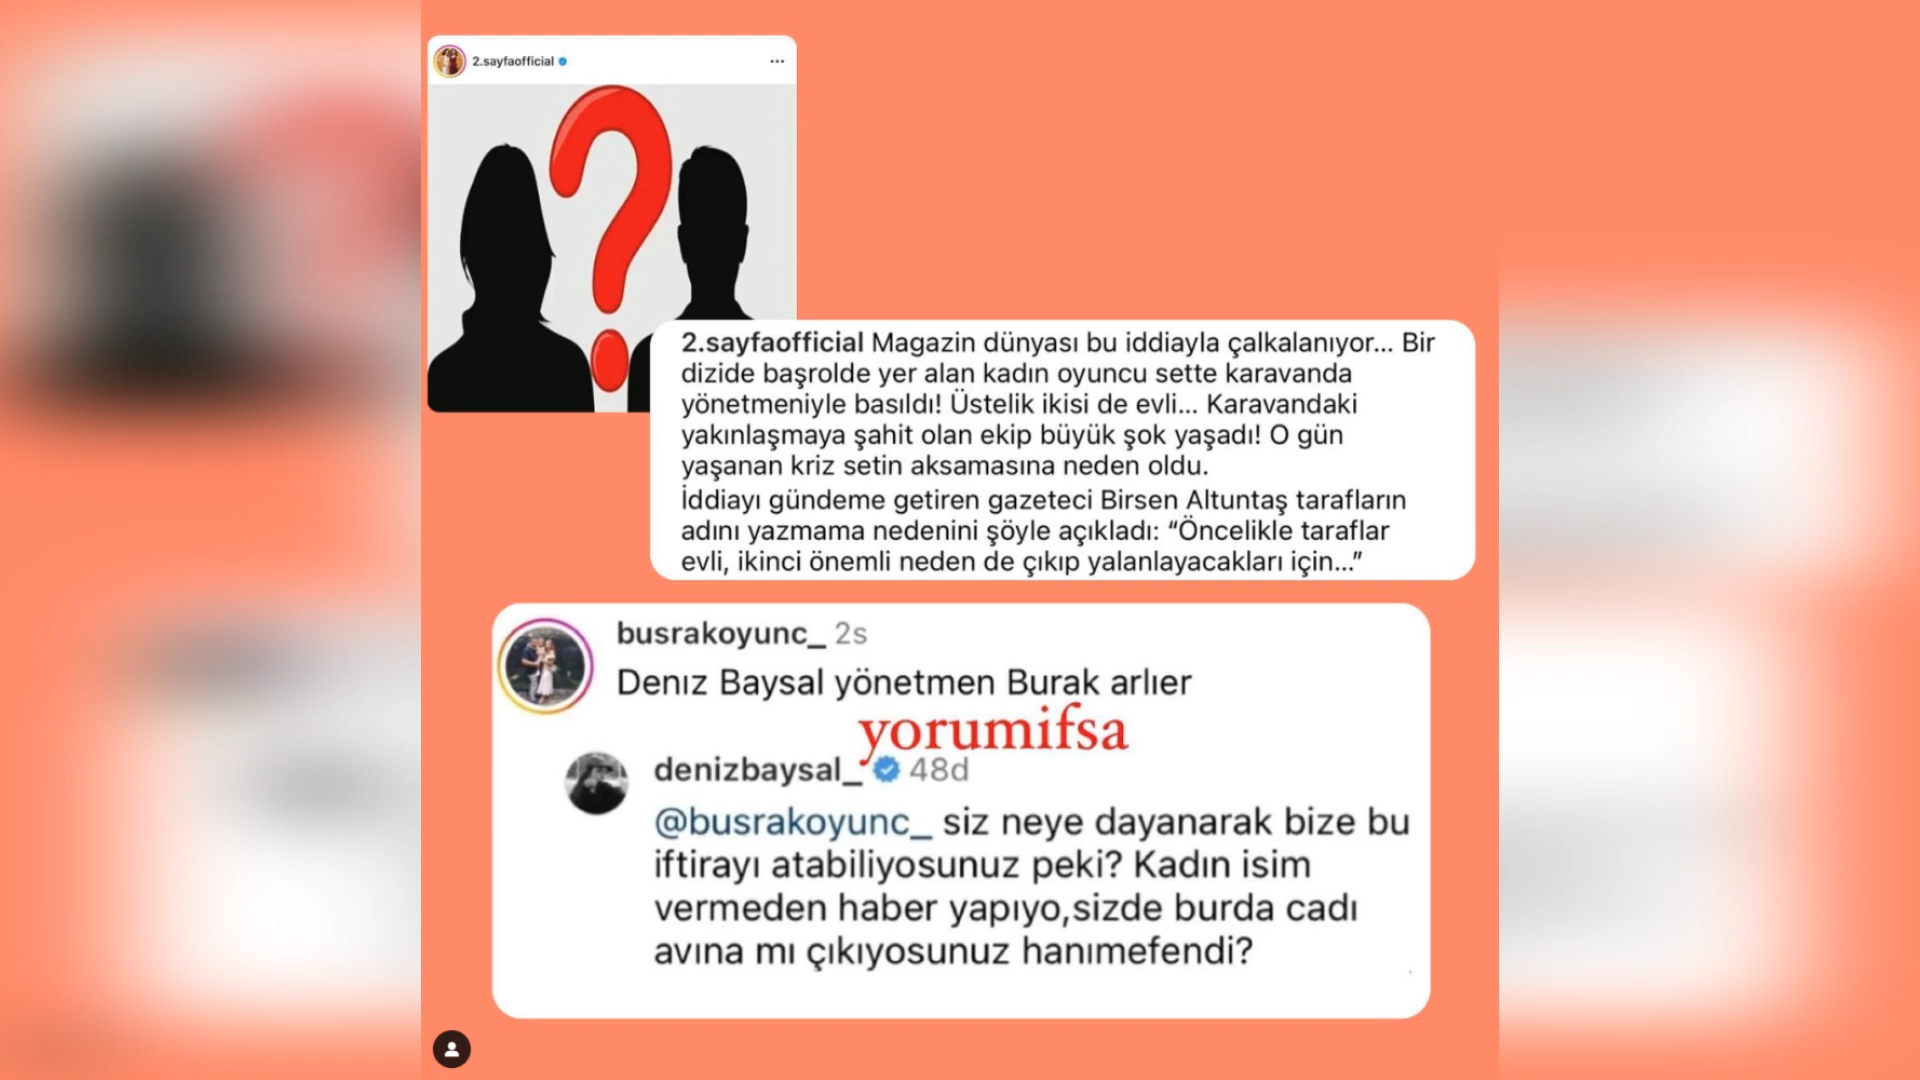 2.sayfaofficial
2.sayfaofficial Magazin dünyası bu iddiayla çalkalanıyor... Bir
dizide başrolde yer alan kadın oyuncu sette karavanda
yönetmeniyle basıldı! Üstelik ikisi de evli... Karavandaki
yakınlaşmaya şahit olan ekip büyük şok yaşadı! O gün
yaşanan kriz setin aksamasına neden oldu.
İddiayı gündeme getiren gazeteci Birsen Altuntaş tarafların
adını yazmama nedenini şöyle açıkladı: “Öncelikle taraflar
evli, ikinci önemli neden de çıkıp yalanlayacakları için...”
busrakoyunc_ 2s
Denız Baysal yönetmen Burak arlıer
yorumifsa
denizbaysal_ 48d
@busrakoyunc_ siz neye dayanarak bize bu
iftirayı atabiliyosunuz peki? Kadın isim
vermeden haber yapıyo,sizde burda cadı
avına mı çıkıyosunuz hanımefendi?